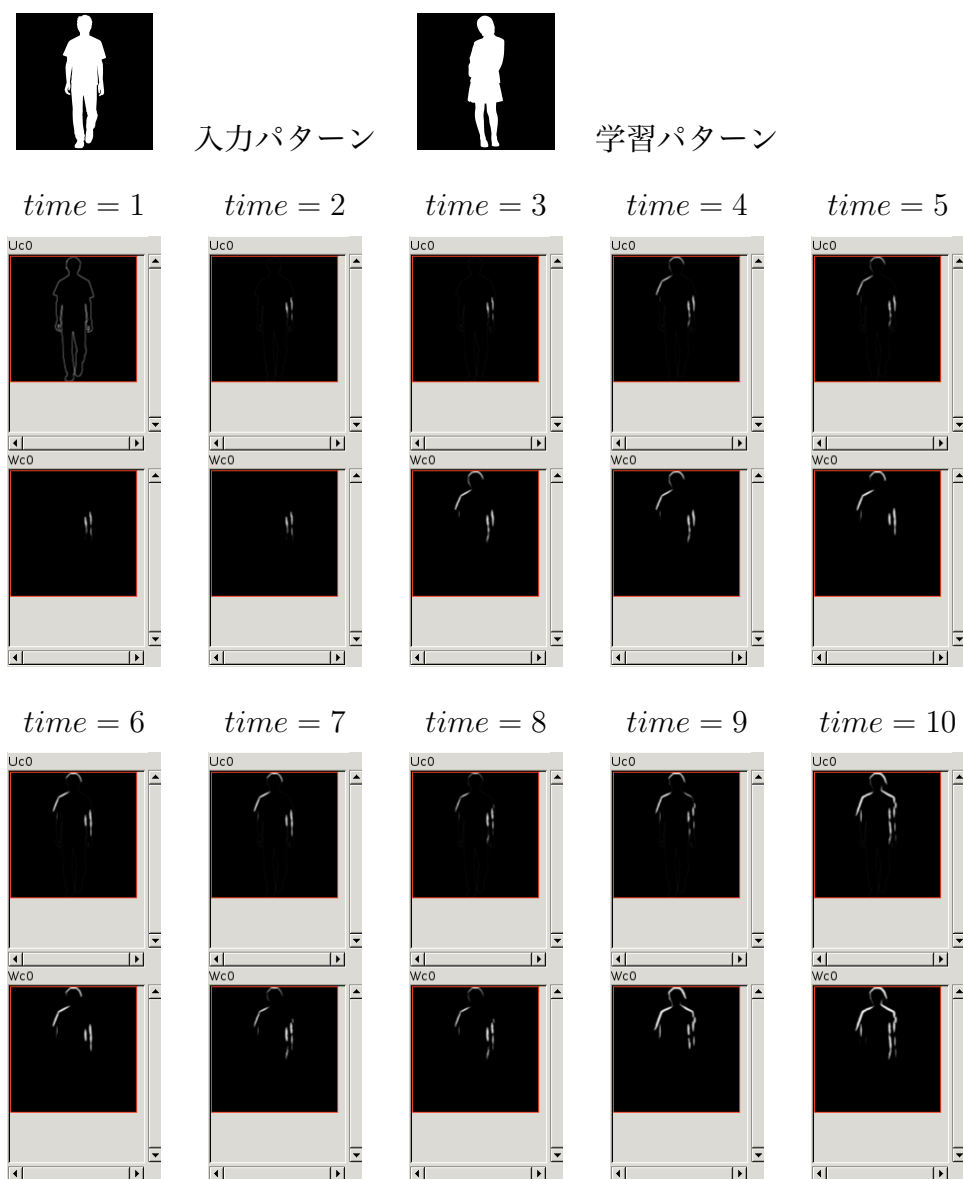 入力パターン 学習パターン
time = 1 time = 2 time = 3 time = 4 time = 5
Uc0 Uc0 Uc0 Uc0 Uc0
Wc0 Wc0 Wc0 Wc0 Wc0
time = 6 time = 7 time = 8 time = 9 time = 10
Uc0 Uc0 Uc0 Uc0 Uc0
Wc0 Wc0 Wc0 Wc0 Wc0